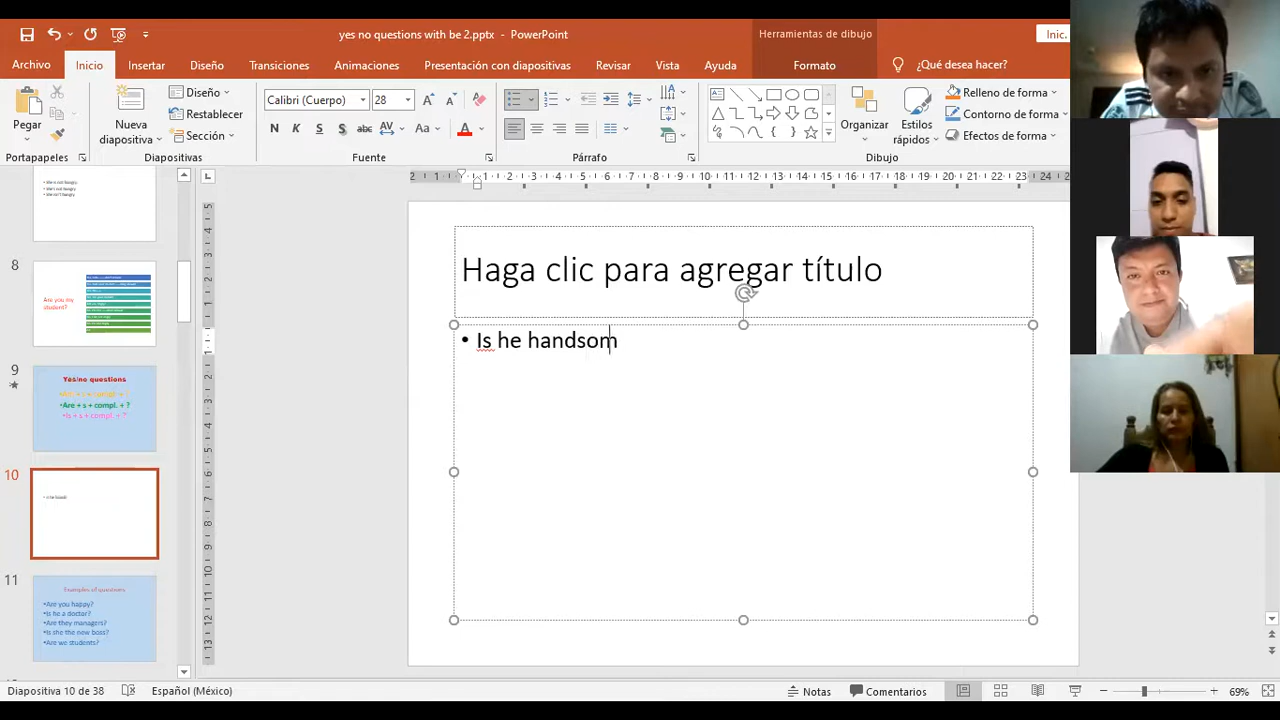 yes no questions with be 2.pptx - PowerPoint
Herramientas de dibujo
Inic.
Archivo
Inicio
Insertar
Diseño
Transiciones
Animaciones
Presentación con diapositivas
Revisar
Vista
Ayuda
Formato
¿Qué desea hacer?
Pegar
Nueva
diapositiva
Diseño
Restablecer
Sección
Calibri (Cuerpo)
28
N K S S abc AV Aa A
Organizar
Estilos
rápidos
Relleno de forma
Contorno de forma
Efectos de forma
Portapapeles
Diapositivas
Fuente
Párrafo
Dibujo
8
Are you my
student?
9
Yes/no questions
Are + s + compl. + ?
Is + s + compl. + ?
10
11
Examples of questions
•Are you happy?
•Is he a doctor?
•Are they managers?
•Is she the new boss?
•Are we students?
Haga clic para agregar título
• Is he handsom
Diapositiva 10 de 38
Español (México)
Notas
Comentarios
69%